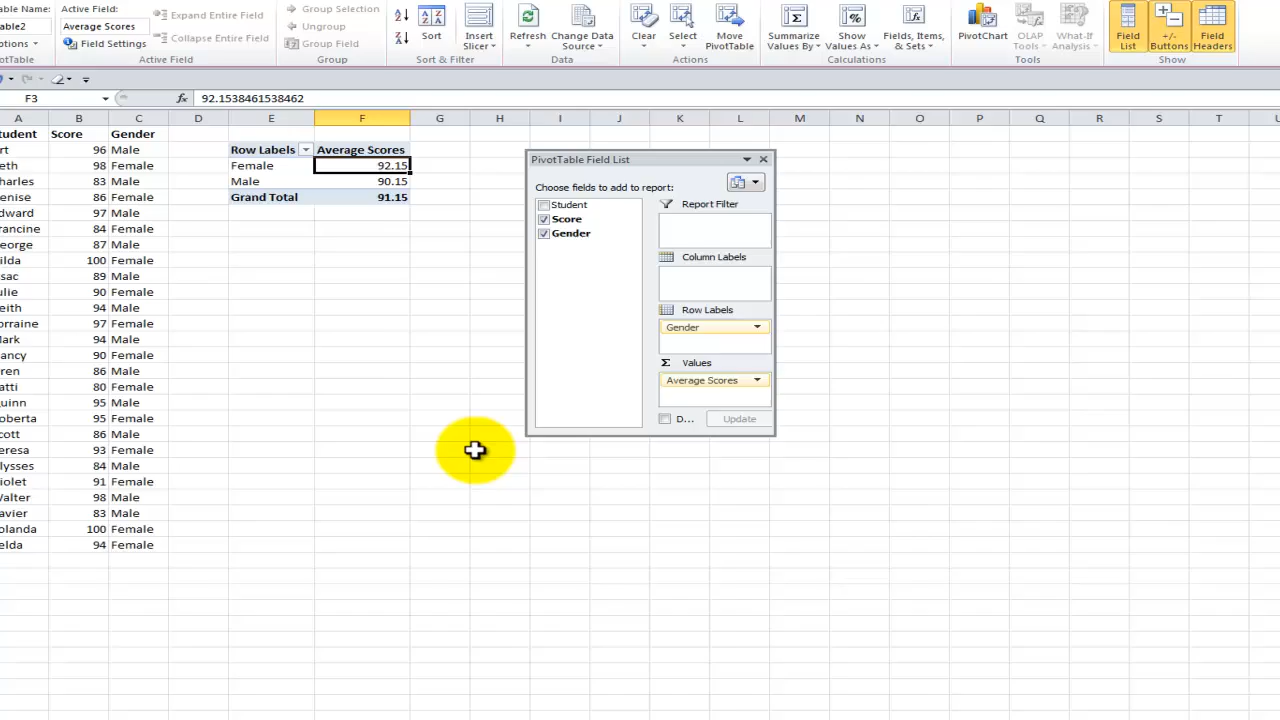 able Name:
Active Field:
Expand Entire Field
Group Selection
able2
Average Scores
Ungroup
Sort
Insert
Slicer
Refresh
Change Data
Source
Clear
Select
Move
PivotTable
Summarize
Values By
Show
Values As
Fields, Items,
& Sets
PivotChart
OLAP
Tools
What-If
Analysis
Field
List
+/-
Buttons
Field
Headers
ptions
Field Settings
Collapse Entire Field
Group Field
votTable
Active Field
Group
Sort & Filter
Data
Actions
Calculations
Tools
Show
F3 fx 92.1538461538462
A B C D E F G H I J K L M N O P Q R S T U
tudent Score Gender
rt 96 Male Row Labels Average Scores
eth 98 Female Female 92.15
harles 83 Male Male 90.15
enise 86 Female Grand Total 91.15
dward 97 Male
rancine 84 Female
eorge 87 Male
ilda 100 Female
saac 89 Male
ulie 90 Female
eith 94 Male
orraine 97 Female
Mark 94 Male
ancy 90 Female
ren 86 Male
atti 80 Female
uinn 95 Male
oberta 95 Female
cott 86 Male
eresa 93 Female
lysses 84 Male
iolet 91 Female
Walter 98 Male
avier 83 Male
olanda 100 Female
elda 94 Female
PivotTable Field List
Choose fields to add to report:
Student
Score
Gender
Report Filter
Column Labels
Row Labels
Gender
Σ Values
Average Scores
D... Update